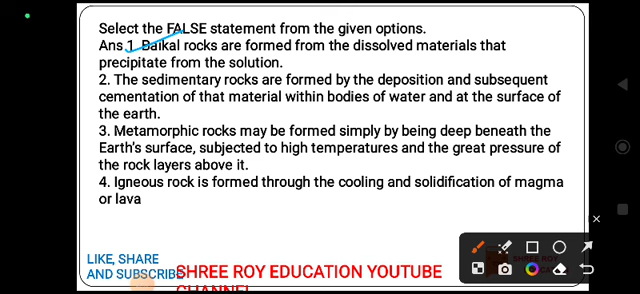 Select the FALSE statement from the given options.
Ans 1. Baikal rocks are formed from the dissolved materials that
precipitate from the solution.
2. The sedimentary rocks are formed by the deposition and subsequent
cementation of that material within bodies of water and at the surface of
the earth.
3. Metamorphic rocks may be formed simply by being deep beneath the
Earth's surface, subjected to high temperatures and the great pressure of
the rock layers above it.
4. Igneous rock is formed through the cooling and solidification of magma
or lava
LIKE, SHARE
AND SUBSCRIBE
SHREE ROY EDUCATION YOUTUBE
CHANNEL
SHREE ROY